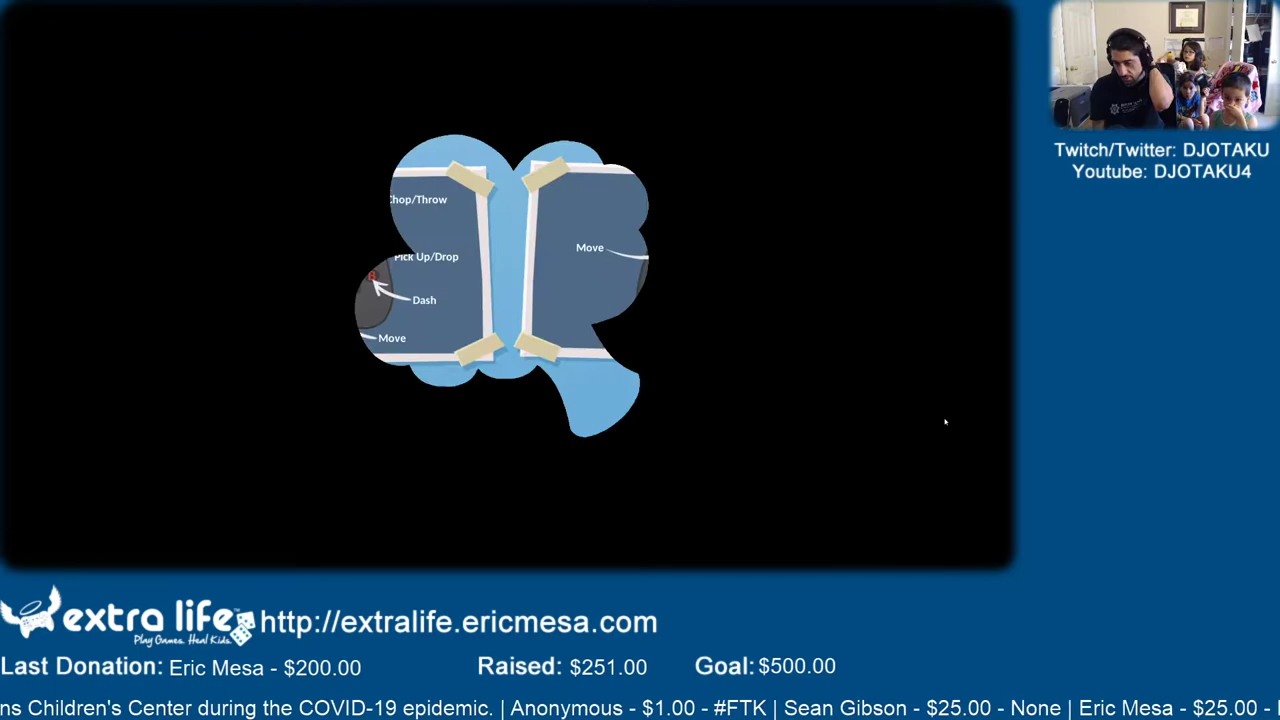 Chop/Throw
Pick Up/Drop
Dash
Move
Move
Twitch/Twitter: DJOTAKU
Youtube: DJOTAKU4
extra life
Play Games. Heal Kids.
http://extralife.ericmesa.com
Last Donation: Eric Mesa - $200.00
Raised: $251.00
Goal: $500.00
ns Children's Center during the COVID-19 epidemic. | Anonymous - $1.00 - #FTK | Sean Gibson - $25.00 - None | Eric Mesa - $25.00 -